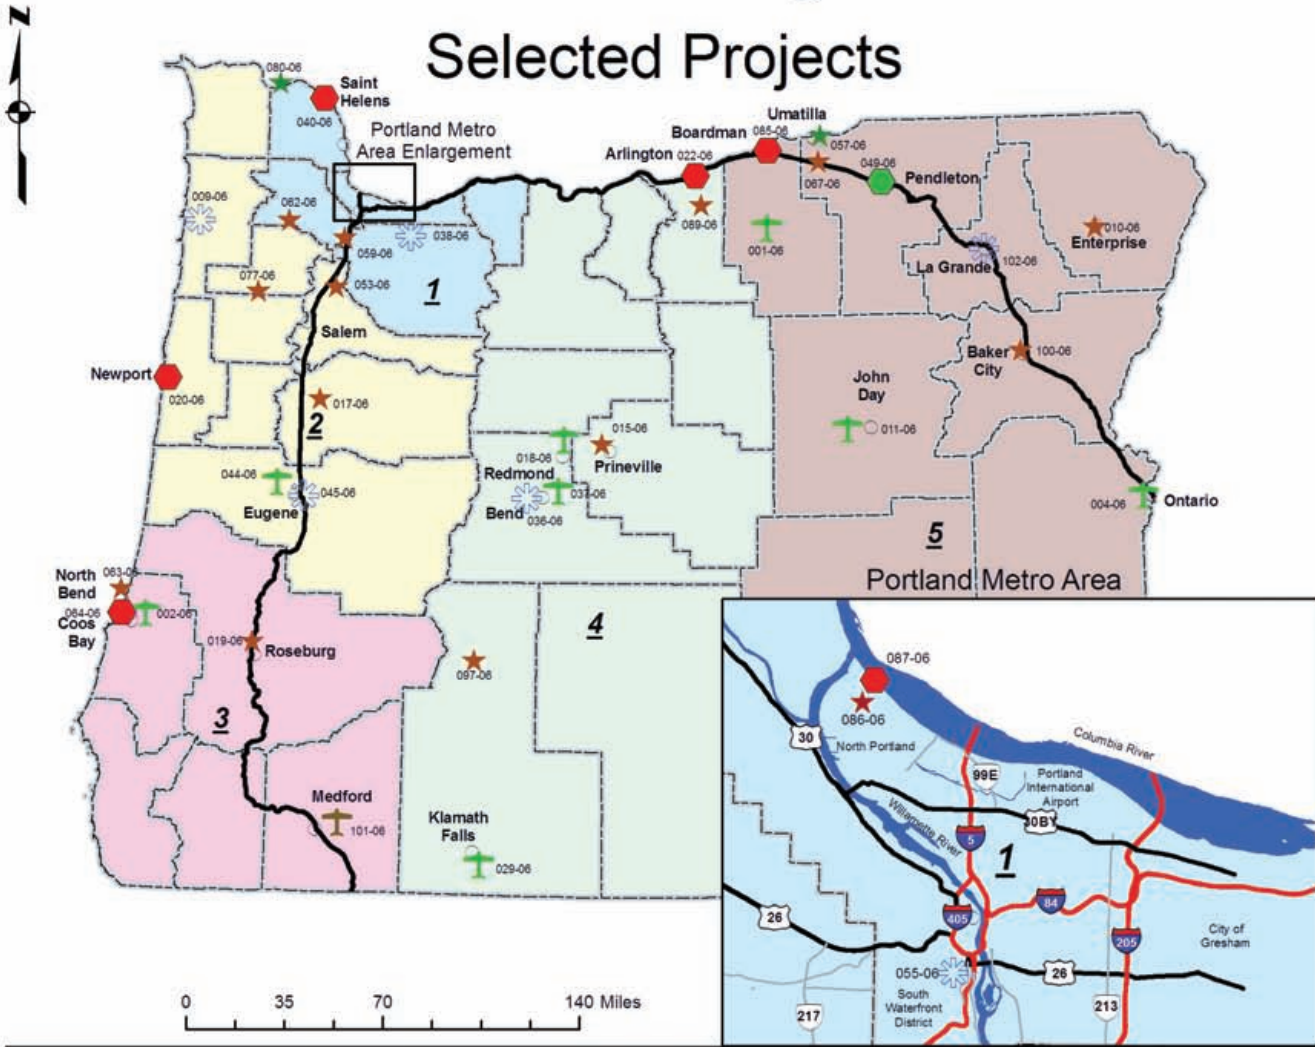 Z
Selected Projects
080-06
Saint
Helens
040-06
Portland Metro
Area Enlargement
Umatilla
Boardman
085-06
057-06
Arlington
022-06
049-06
Pendleton
067-06
009-06
062-06
089-06
010-06
Enterprise
059-06
038-06
001-06
La Grande
102-06
077-06
053-06
1
Salem
Baker
City
100-06
Newport
020-06
John
Day
017-06
2
011-06
015-06
018-06
Prineville
044-06
045-06
Redmond
037-06
Eugene
Bend
036-06
004-06
Ontario
5
Portland Metro Area
North
Bend
064-06
002-06
Coos
Bay
019-06
Roseburg
4
097-06
3
Medford
101-06
Klamath
Falls
029-06
087-06
086-06
30
North Portland
Columbia River
99E
Portland
International
Airport
Willamette River
30BY
5
1
84
405
26
205
City of
Gresham
055-06
26
South
Waterfront
District
217
213
0 35 70 140 Miles